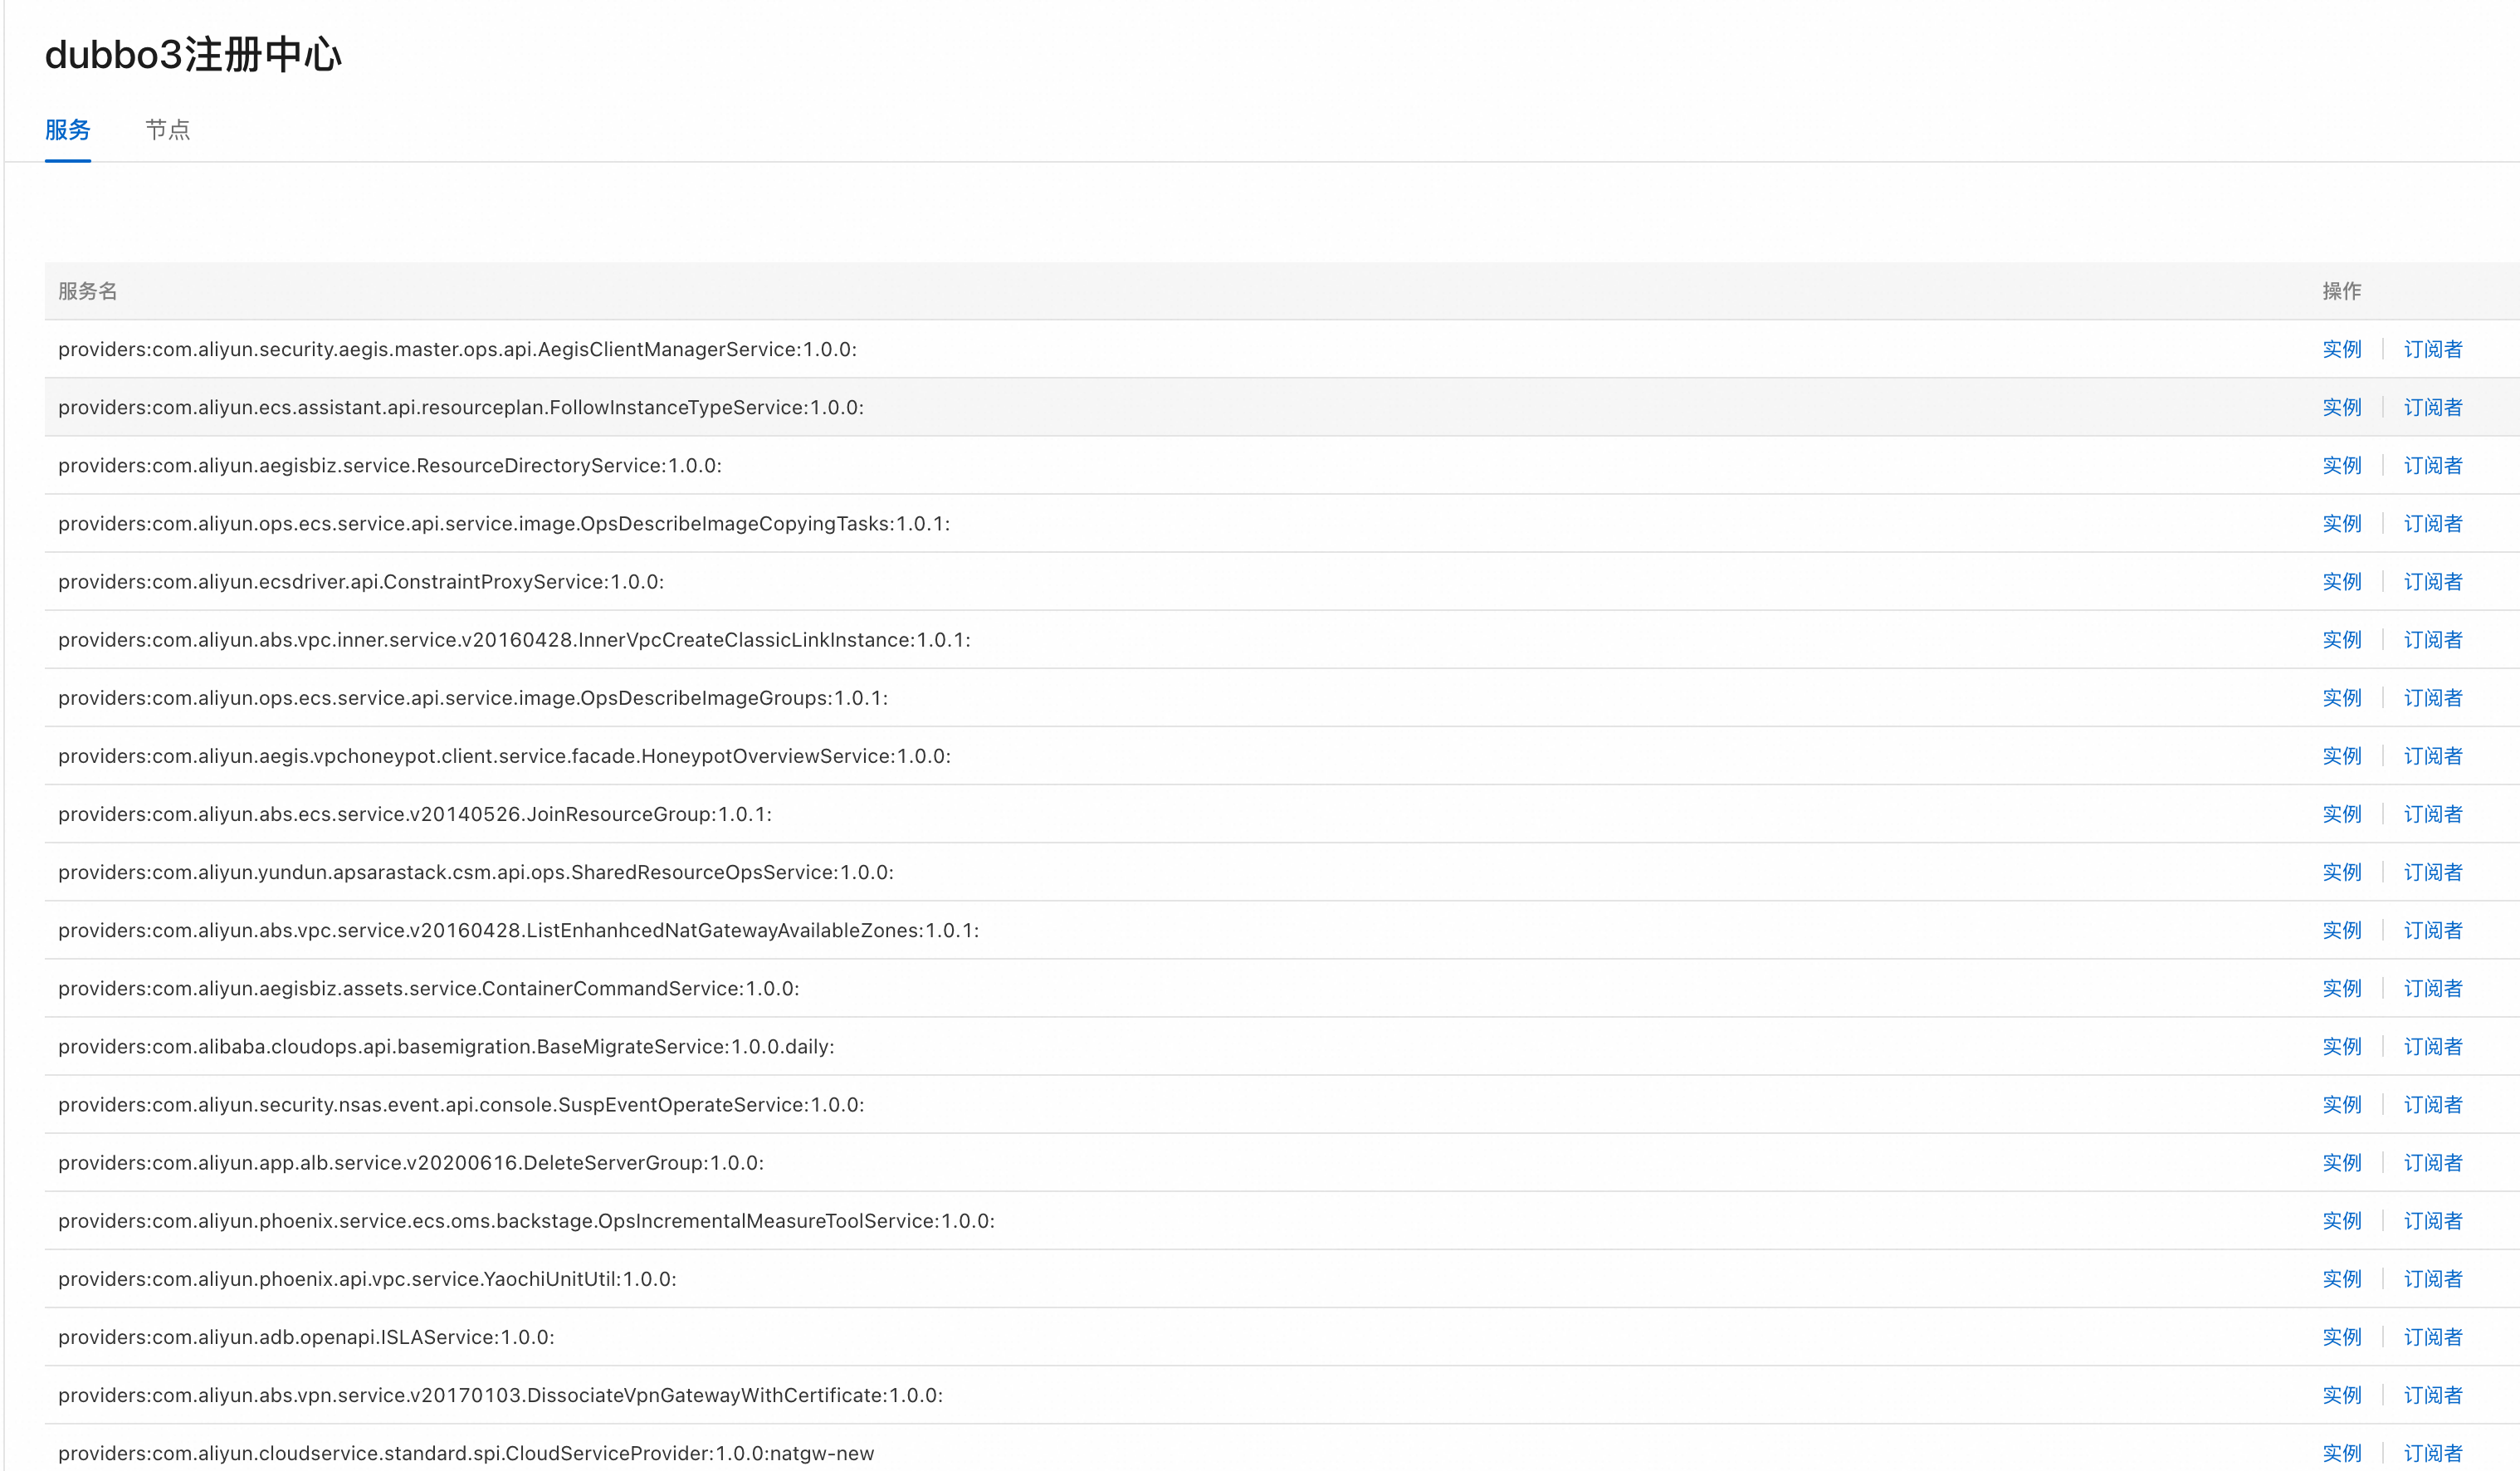 dubbo3注册中心
服务 节点
服务名 操作
providers:com.aliyun.security.aegis.master.ops.api.AegisClientManagerService:1.0.0: 实例 订阅者
providers:com.aliyun.ecs.assistant.api.resourceplan.FollowInstanceTypeService:1.0.0: 实例 订阅者
providers:com.aliyun.aegisbiz.service.ResourceDirectoryService:1.0.0: 实例 订阅者
providers:com.aliyun.ops.ecs.service.api.service.image.OpsDescribeImageCopyingTasks:1.0.1: 实例 订阅者
providers:com.aliyun.ecsdriver.api.ConstraintProxyService:1.0.0: 实例 订阅者
providers:com.aliyun.abs.vpc.inner.service.v20160428.InnerVpcCreateClassicLinkInstance:1.0.1: 实例 订阅者
providers:com.aliyun.ops.ecs.service.api.service.image.OpsDescribeImageGroups:1.0.1: 实例 订阅者
providers:com.aliyun.aegis.vpchoneypot.client.service.facade.HoneypotOverviewService:1.0.0: 实例 订阅者
providers:com.aliyun.abs.ecs.service.v20140526.JoinResourceGroup:1.0.1: 实例 订阅者
providers:com.aliyun.yundun.apsarastack.csm.api.ops.SharedResourceOpsService:1.0.0: 实例 订阅者
providers:com.aliyun.abs.vpc.service.v20160428.ListEnhanhcedNatGatewayAvailableZones:1.0.1: 实例 订阅者
providers:com.aliyun.aegisbiz.assets.service.ContainerCommandService:1.0.0: 实例 订阅者
providers:com.alibaba.cloudops.api.basemigration.BaseMigrateService:1.0.0.daily: 实例 订阅者
providers:com.aliyun.security.nsas.event.api.console.SuspEventOperateService:1.0.0: 实例 订阅者
providers:com.aliyun.app.alb.service.v20200616.DeleteServerGroup:1.0.0: 实例 订阅者
providers:com.aliyun.phoenix.service.ecs.oms.backstage.OpsIncrementalMeasureToolService:1.0.0: 实例 订阅者
providers:com.aliyun.phoenix.api.vpc.service.YaochiUnitUtil:1.0.0: 实例 订阅者
providers:com.aliyun.adb.openapi.ISLAService:1.0.0: 实例 订阅者
providers:com.aliyun.abs.vpn.service.v20170103.DissociateVpnGatewayWithCertificate:1.0.0: 实例 订阅者
providers:com.aliyun.cloudservice.standard.spi.CloudServiceProvider:1.0.0:natgw-new 实例 订阅者